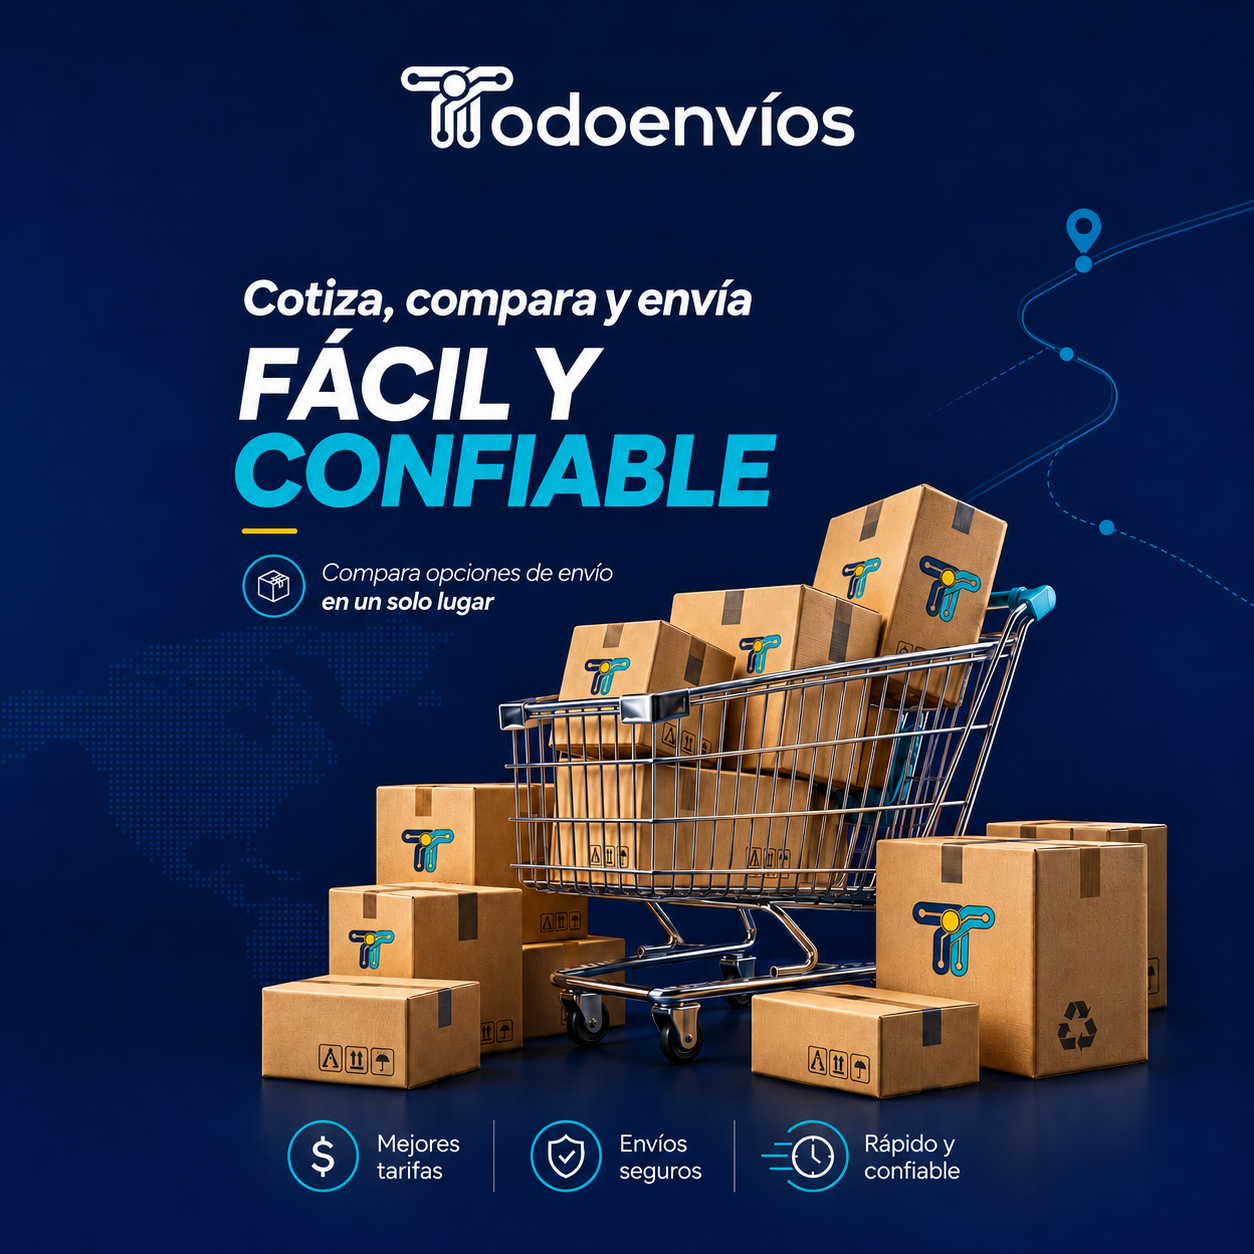 Todoenvíos
Cotiza, compara y envía
FÁCIL Y
CONFIABLE
Compara opciones de envío
en un solo lugar
Mejores
tarifas
Envíos
seguros
Rápido y
confiable